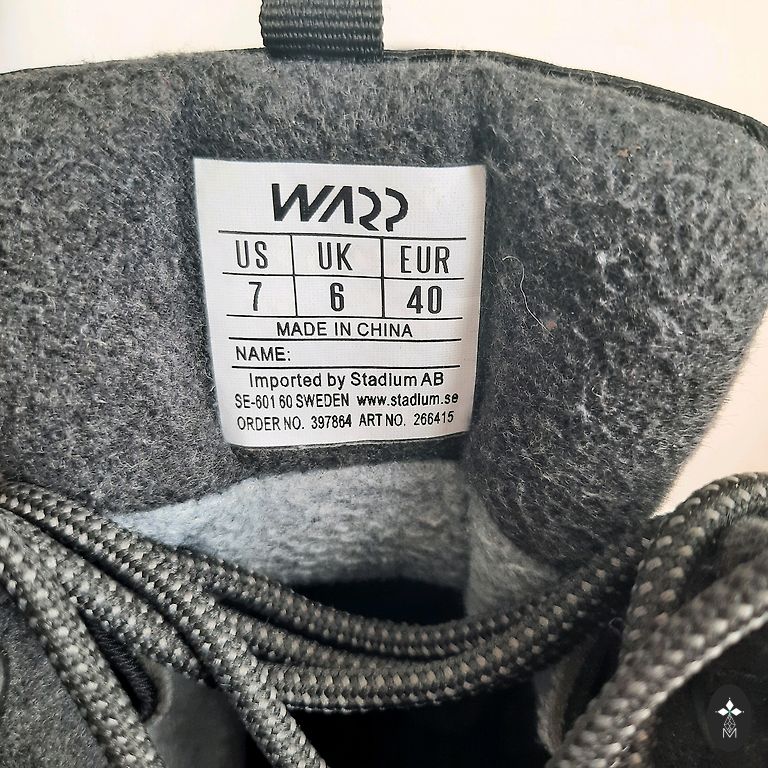 WARP
US UK EUR
7 6 40
MADE IN CHINA
NAME:
Imported by Stadium AB
SE-601 60 SWEDEN www.stadium.se
ORDER NO. 397864 ART NO. 266415
M